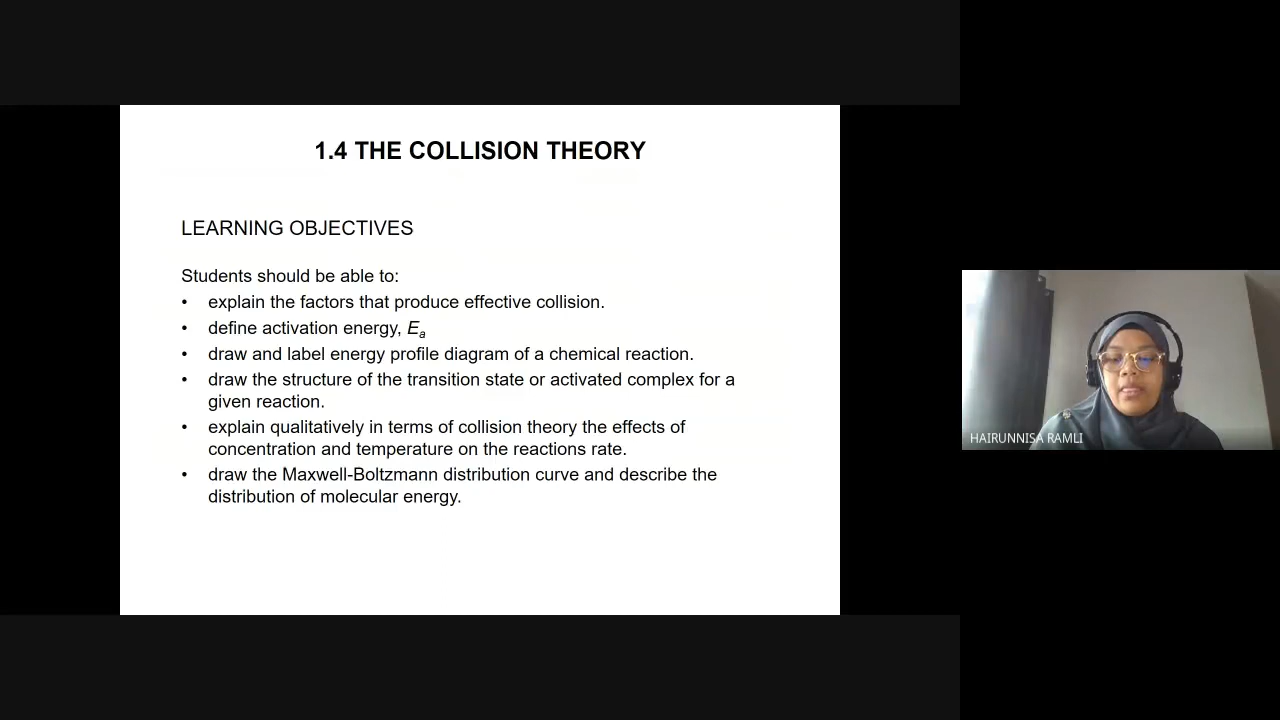 1.4 THE COLLISION THEORY
LEARNING OBJECTIVES
Students should be able to:
• explain the factors that produce effective collision.
• define activation energy, Ea
• draw and label energy profile diagram of a chemical reaction.
• draw the structure of the transition state or activated complex for a
given reaction.
• explain qualitatively in terms of collision theory the effects of
concentration and temperature on the reactions rate.
• draw the Maxwell-Boltzmann distribution curve and describe the
distribution of molecular energy.
HAIRUNNISA RAMLI